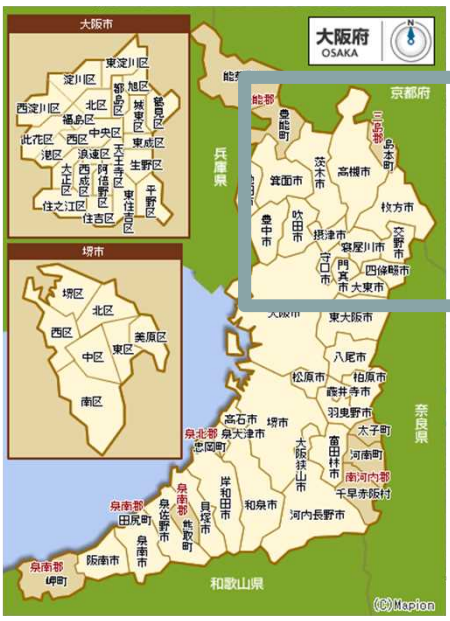 大阪市
東淀川区
淀川区
旭区
都島区
北区
城東区
鶴見区
西淀川区
福島区
此花区
西区
中央区
東成区
港区
浪速区
天王寺区
生野区
大正区
西成区
阿倍野区
平野区
住之江区
東住吉区
住吉区
堺市
堺区
北区
西区
美原区
東区
中区
南区
大阪府
OSAKA
N
京都府
兵庫県
奈良県
和歌山県
豊能町
三島郡
島本町
茨木市
高槻市
箕面市
枚方市
豊中市
吹田市
摂津市
交野市
寝屋川市
守口市
門真市
四條畷市
大東市
大阪市
東大阪市
八尾市
松原市
柏原市
藤井寺市
羽曳野市
太子町
高石市
堺市
泉北郡
泉大津市
忠岡町
大阪狭山市
富田林市
河南町
南河内郡
千早赤阪村
岸和田市
和泉市
河内長野市
貝塚市
泉南郡
熊取町
泉佐野市
泉南郡
田尻町
泉南市
阪南市
泉南郡
岬町
(C)Mapion